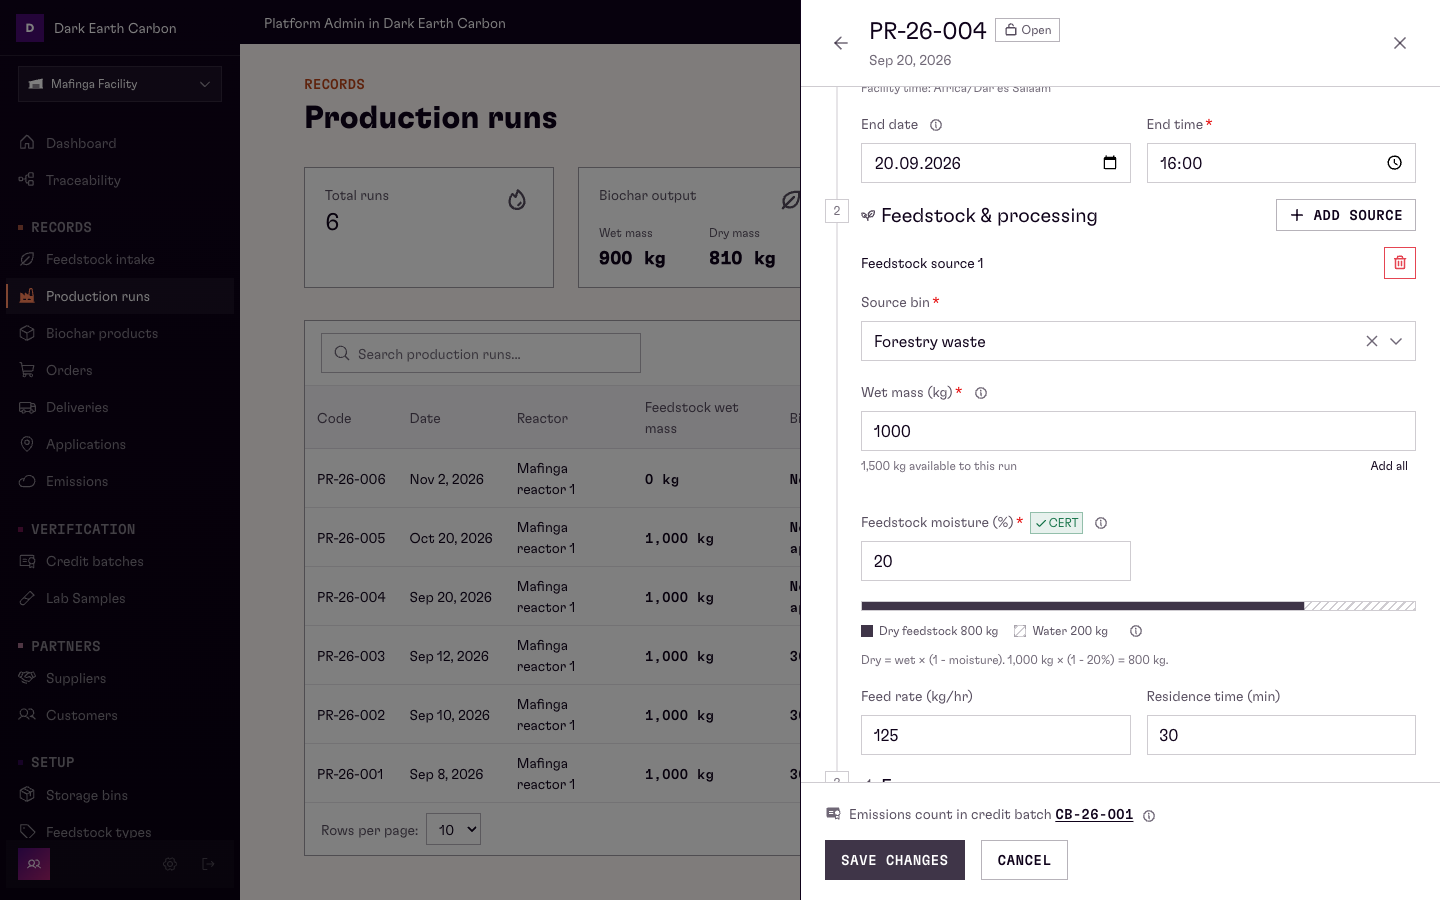 D Dark Earth Carbon
Mafinga Facility
Dashboard
Traceability
RECORDS
Feedstock intake
Production runs
Biochar products
Orders
Deliveries
Applications
Emissions
VERIFICATION
Credit batches
Lab Samples
PARTNERS
Suppliers
Customers
SETUP
Storage bins
Feedstock types
Platform Admin in Dark Earth Carbon
RECORDS
Production runs
Total runs
6
Biochar output
Wet mass Dry mass
900 kg 810 kg
Search production runs...
Code Date Reactor Feedstock wet mass
PR-26-006 Nov 2, 2026 Mafinga reactor 1 0 kg
PR-26-005 Oct 20, 2026 Mafinga reactor 1 1,000 kg
PR-26-004 Sep 20, 2026 Mafinga reactor 1 1,000 kg
PR-26-003 Sep 12, 2026 Mafinga reactor 1 1,000 kg
PR-26-002 Sep 10, 2026 Mafinga reactor 1 1,000 kg
PR-26-001 Sep 8, 2026 Mafinga reactor 1 1,000 kg
Rows per page: 10
PR-26-004 Open
Sep 20, 2026
Facility time: Africa/Dar es Salaam
End date End time*
20.09.2026 16:00
2 Feedstock & processing + ADD SOURCE
Feedstock source 1
Source bin*
Forestry waste
Wet mass (kg)*
1000
1,500 kg available to this run Add all
Feedstock moisture (%)* CERT
20
Dry feedstock 800 kg Water 200 kg
Dry = wet × (1 - moisture). 1,000 kg × (1 - 20%) = 800 kg.
Feed rate (kg/hr) Residence time (min)
125 30
Emissions count in credit batch CB-26-001
SAVE CHANGES CANCEL